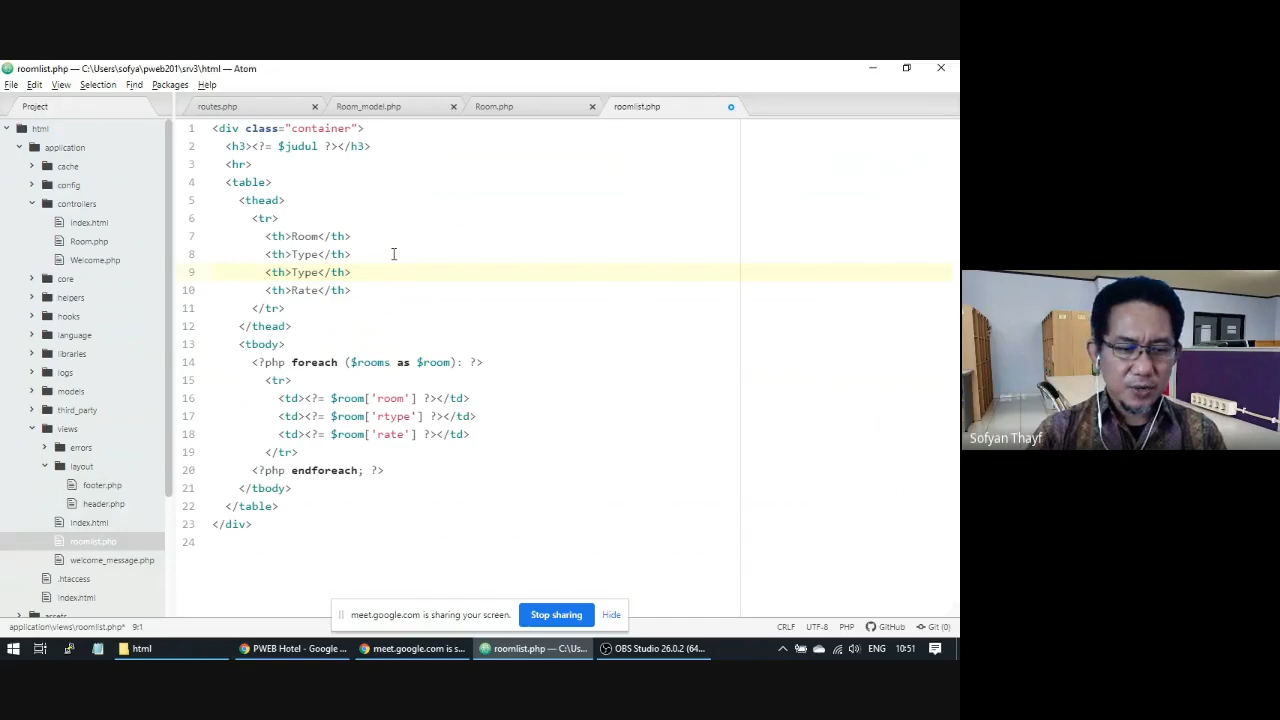 roomlist.php — C:\Users\sofya\pweb201\srv3\html — Atom
File Edit View Selection Find Packages Help
Project
routes.php
Room_model.php
Room.php
roomlist.php
html
application
cache
config
controllers
index.html
Room.php
Welcome.php
core
helpers
hooks
language
libraries
logs
models
third_party
views
errors
layout
footer.php
header.php
index.html
roomlist.php
welcome_message.php
.htaccess
index.html
assets
1 <div class="container">
2 <h3><?= $judul ?></h3>
3 <hr>
4 <table>
5 <thead>
6 <tr>
7 <th>Room</th>
8 <th>Type</th>
9 <th>Type</th>
10 <th>Rate</th>
11 </tr>
12 </thead>
13 <tbody>
14 <?php foreach ($rooms as $room): ?>
15 <tr>
16 <td><?= $room['room'] ?></td>
17 <td><?= $room['rtype'] ?></td>
18 <td><?= $room['rate'] ?></td>
19 </tr>
20 <?php endforeach; ?>
21 </tbody>
22 </table>
23 </div>
24
Sofyan Thayf
meet.google.com is sharing your screen. Stop sharing Hide
application\views\roomlist.php* 9:1 CRLF UTF-8 PHP GitHub Git (0)
html PWEB Hotel - Google ... meet.google.com is s... roomlist.php — C:\Us... OBS Studio 26.0.2 (64... ENG 10:51